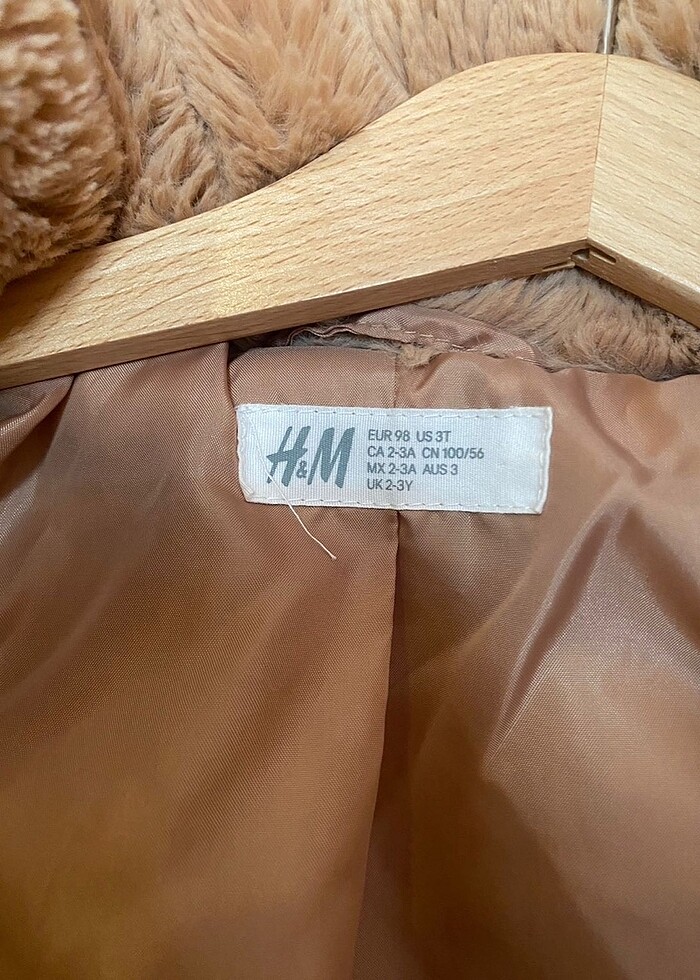 H&M
EUR 98 US 3T
CA 2-3A CN 100/56
MX 2-3A AUS 3
UK 2-3Y